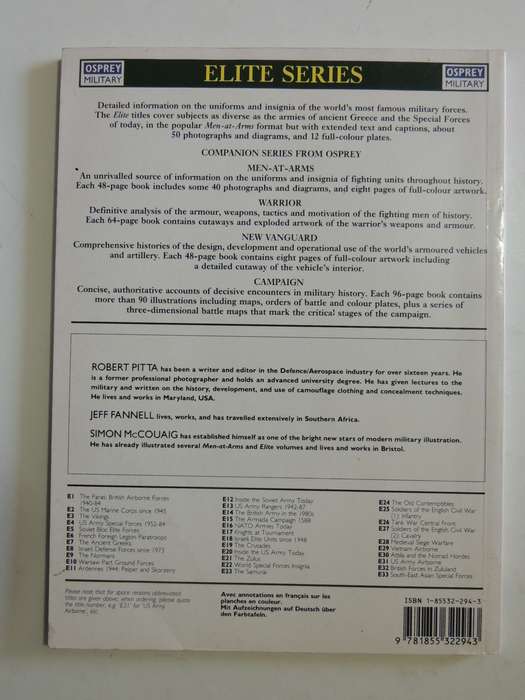 OSPREY
MILITARY
ELITE SERIES
OSPREY
MILITARY
Detailed information on the uniforms and insignia of the world's most famous military forces.
The Elite titles cover subjects as diverse as the armies of ancient Greece and the Special Forces
of today, in the popular Men-at-Arms format but with extended text and captions, about
50 photographs and diagrams, and 12 full-colour plates.
COMPANION SERIES FROM OSPREY
MEN-AT-ARMS
An unrivalled source of information on the uniforms and insignia of fighting units throughout history.
Each 48-page book includes some 40 photographs and diagrams, and eight pages of full-colour artwork.
WARRIOR
Definitive analysis of the armour, weapons, tactics and motivation of the fighting men of history.
Each 64-page book contains cutaways and exploded artwork of the warrior's weapons and armour.
NEW VANGUARD
Comprehensive histories of the design, development and operational use of the world's armoured vehicles
and artillery. Each 48-page book contains eight pages of full-colour artwork including
a detailed cutaway of the vehicle's interior.
CAMPAIGN
Concise, authoritative accounts of decisive encounters in military history. Each 96-page book contains
more than 90 illustrations including maps, orders of battle and colour plates, plus a series of
three-dimensional battle maps that mark the critical stages of the campaign.
ROBERT PITTA has been a writer and editor in the Defence/Aerospace industry for over sixteen years. He
is a former professional photographer and holds an advanced university degree. He has given lectures to the
military and written on the history, development, and use of camouflage clothing and concealment techniques.
He lives and works in Maryland, USA.
JEFF FANNELL lives, works, and has travelled extensively in Southern Africa.
SIMON McCOUAIG has established himself as one of the bright new stars of modern military illustration.
He has already illustrated several Men-at-Arms and Elite volumes and lives and works in Bristol.
E1 The Paras: British Airborne Forces
1940-84
E2 The US Marine Corps since 1945
E3 The Vikings
E4 US Army Special Forces 1952-84
E5 Soviet Bloc Elite Forces
E6 French Foreign Legion Paratroops
E7 The Ancient Greeks
E8 Israeli Defense Forces since 1973
E9 The Normans
E10 Warsaw Pact Ground Forces
E11 Ardennes 1944: Peiper and Skorzeny
E12 Inside the Soviet Army Today
E13 US Army Rangers 1942-87
E14 The British Army in the 1980s
E15 The Armada Campaign 1588
E16 NATO Armies Today
E17 Knights at Tournament
E18 Israeli Elite Units since 1948
E19 The Crusades
E20 Inside the US Army Today
E21 The Zulus
E22 World Special Forces Insignia
E23 The Samurai
E24 The Old Contemptibles
E25 Soldiers of the English Civil War
(1) Infantry
E26 Tank War Central Front
E27 Soldiers of the English Civil War
(2) Cavalry
E28 Medieval Siege Warfare
E29 Vietnam Airborne
E30 Attila and the Nomad Hordes
E31 US Army Airborne
E32 British Forces in Zululand
E33 South-East Asian Special Forces
Please note that for space reasons abbreviated
titles are given above; when ordering, please quote
the title number, e.g. 'E31' for 'US Army
Airborne', etc.
Avec annotations en français sur les
planches en couleur.
Mit Aufzeichnungen auf Deutsch über
den Farbtafeln.
ISBN 1-85532-294-3
9 781855 322943